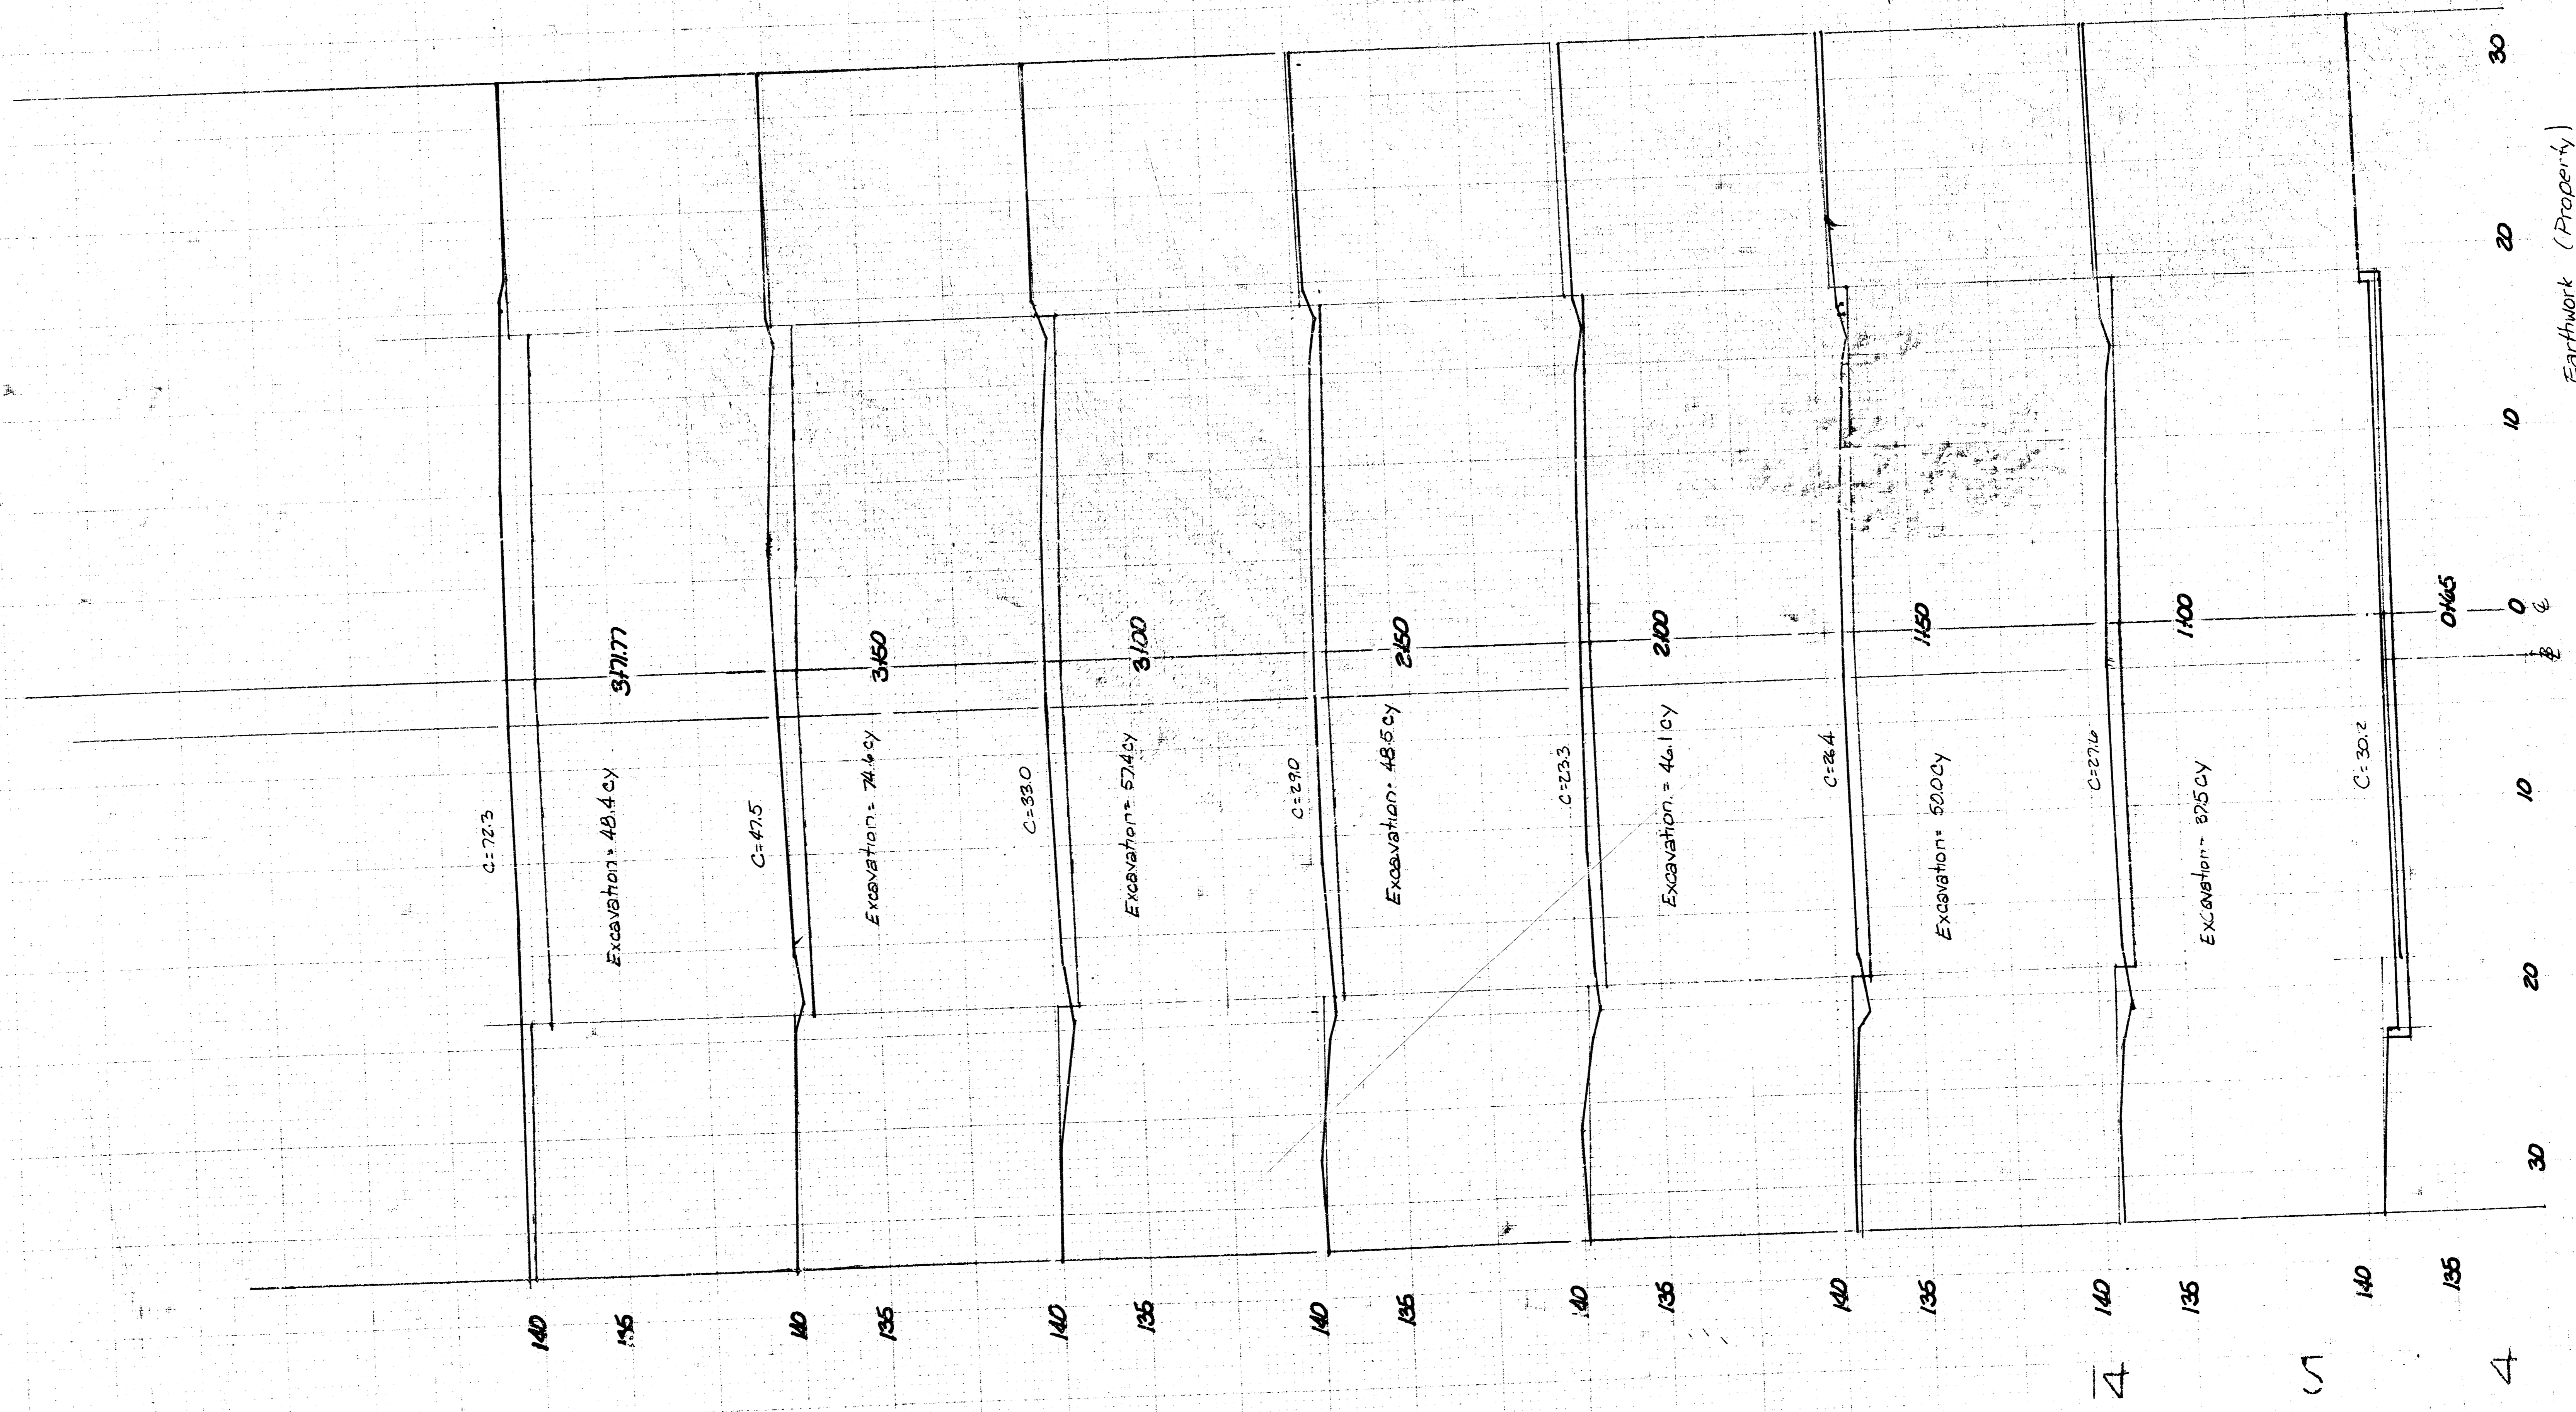 C=72.3
140
135
3+71.77
Excavation = 48.4 CY
C=47.5
140
135
3+50
Excavation = 74.6 CY
C=33.0
140
135
3+00
Excavation = 57.4 CY
C=29.0
140
135
2+50
Excavation = 48.5 CY
C=23.3
140
135
2+00
Excavation = 46.1 CY
C=26.4
140
135
1+50
Excavation = 50.0 CY
C=27.6
140
135
1+00
Excavation = 37.5 CY
C=30.2
140
135
0+65
30 20 10 0 10 20 30
℄
Earthwork (Property)